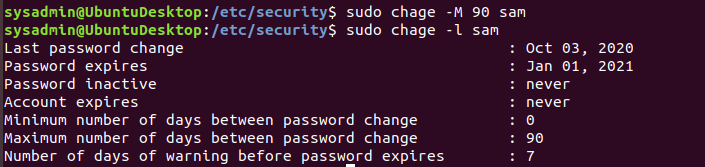 sysadmin@UbuntuDesktop:/etc/security$ sudo chage -M 90 sam
sysadmin@UbuntuDesktop:/etc/security$ sudo chage -l sam
Last password change : Oct 03, 2020
Password expires : Jan 01, 2021
Password inactive : never
Account expires : never
Minimum number of days between password change : 0
Maximum number of days between password change : 90
Number of days of warning before password expires : 7